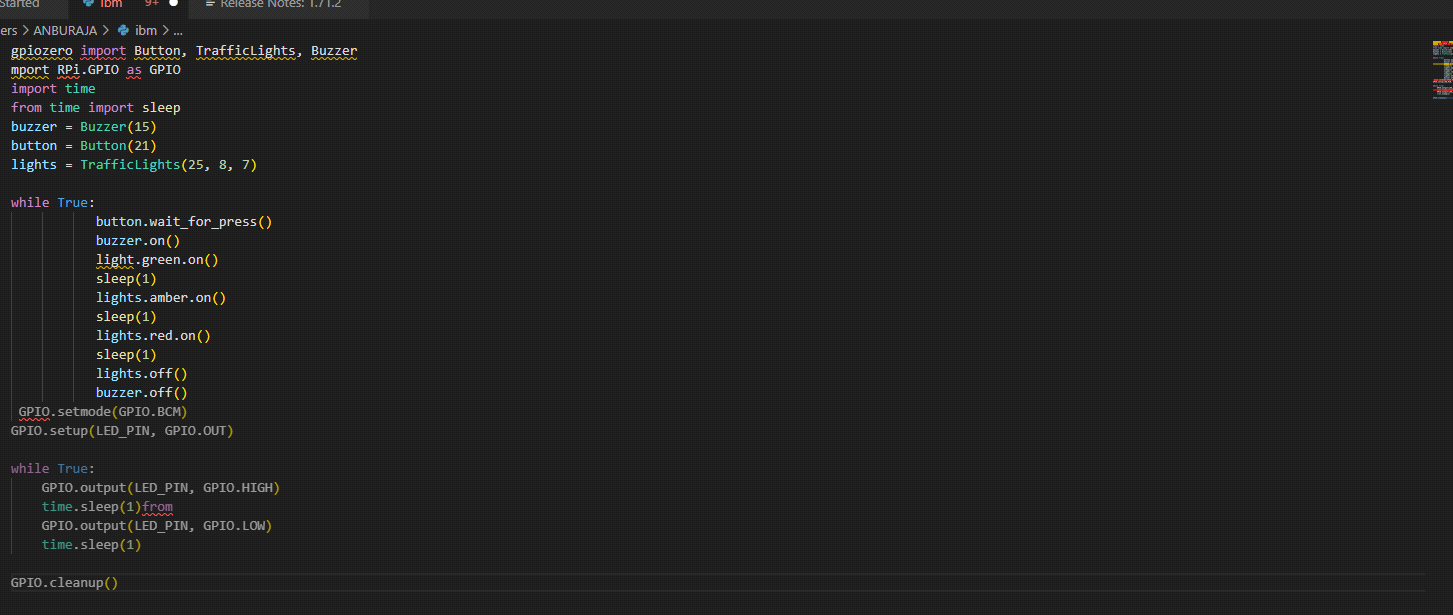 Started ibm 9+ Release Notes: 1.71.2
ers > ANBURAJA > ibm > ...
gpiozero import Button, TrafficLights, Buzzer
mport RPi.GPIO as GPIO
import time
from time import sleep
buzzer = Buzzer(15)
button = Button(21)
lights = TrafficLights(25, 8, 7)
while True:
button.wait_for_press()
buzzer.on()
light.green.on()
sleep(1)
lights.amber.on()
sleep(1)
lights.red.on()
sleep(1)
lights.off()
buzzer.off()
GPIO.setmode(GPIO.BCM)
GPIO.setup(LED_PIN, GPIO.OUT)
while True:
GPIO.output(LED_PIN, GPIO.HIGH)
time.sleep(1)from
GPIO.output(LED_PIN, GPIO.LOW)
time.sleep(1)
GPIO.cleanup()